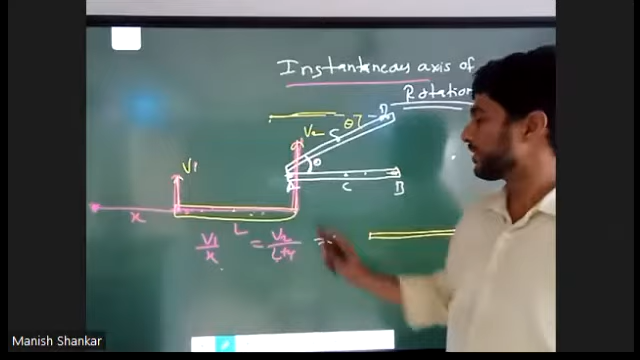 Instantaneous axis of
Rotation
V2
θ
V1
θ
A
C
B
x
L
V1/x = V2/L+x =
Manish Shankar